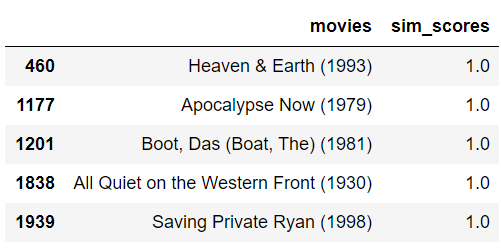 movies sim_scores
460 Heaven & Earth (1993) 1.0
1177 Apocalypse Now (1979) 1.0
1201 Boot, Das (Boat, The) (1981) 1.0
1838 All Quiet on the Western Front (1930) 1.0
1939 Saving Private Ryan (1998) 1.0